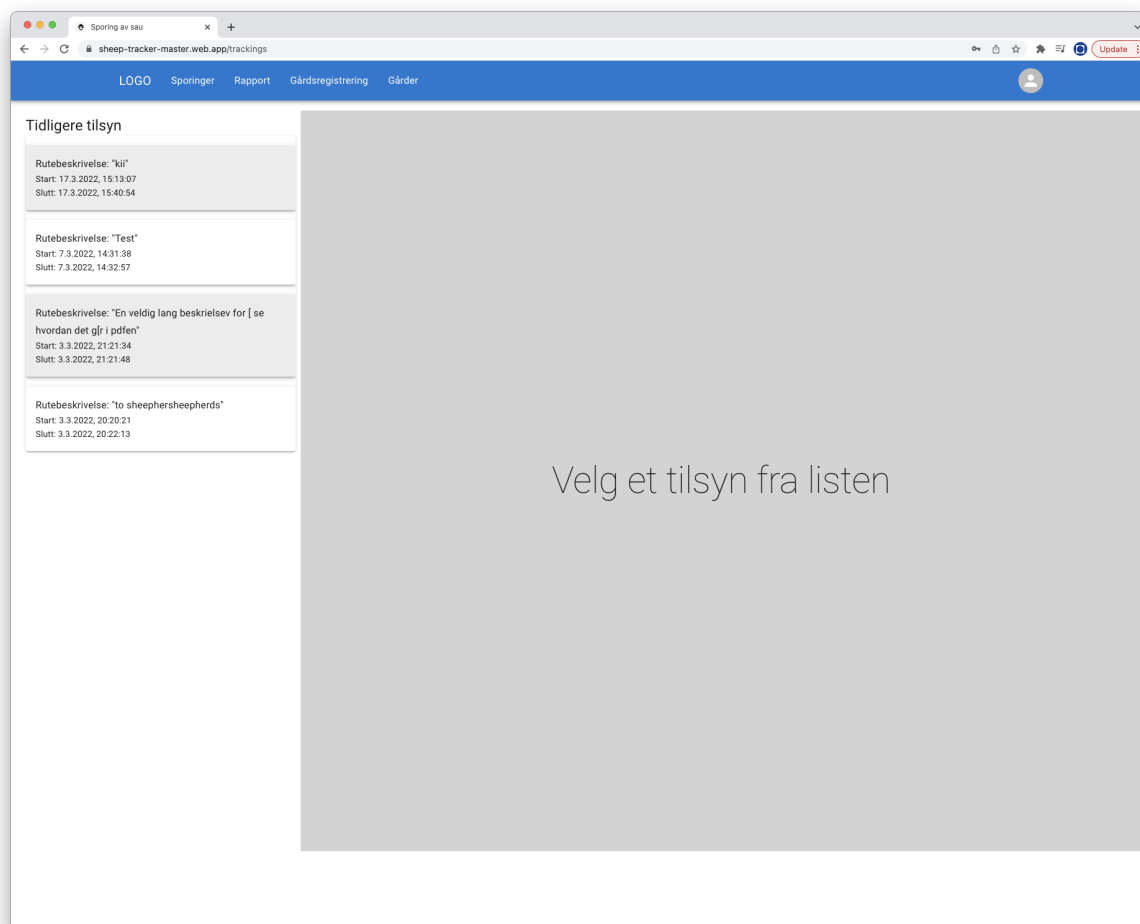 Sporing av sau
sheep-tracker-master.web.app/trackings
Update
LOGO Sporinger Rapport Gårdsregistrering Gårder
Tidligere tilsyn
Rutebeskrivelse: "kii"
Start: 17.3.2022, 15:13:07
Slutt: 17.3.2022, 15:40:54
Rutebeskrivelse: "Test"
Start: 7.3.2022, 14:31:38
Slutt: 7.3.2022, 14:32:57
Rutebeskrivelse: "En veldig lang beskrielsev for [ se
hvordan det g[r i pdfen"
Start: 3.3.2022, 21:21:34
Slutt: 3.3.2022, 21:21:48
Rutebeskrivelse: "to sheephersheepherds"
Start: 3.3.2022, 20:20:21
Slutt: 3.3.2022, 20:22:13
Velg et tilsyn fra listen